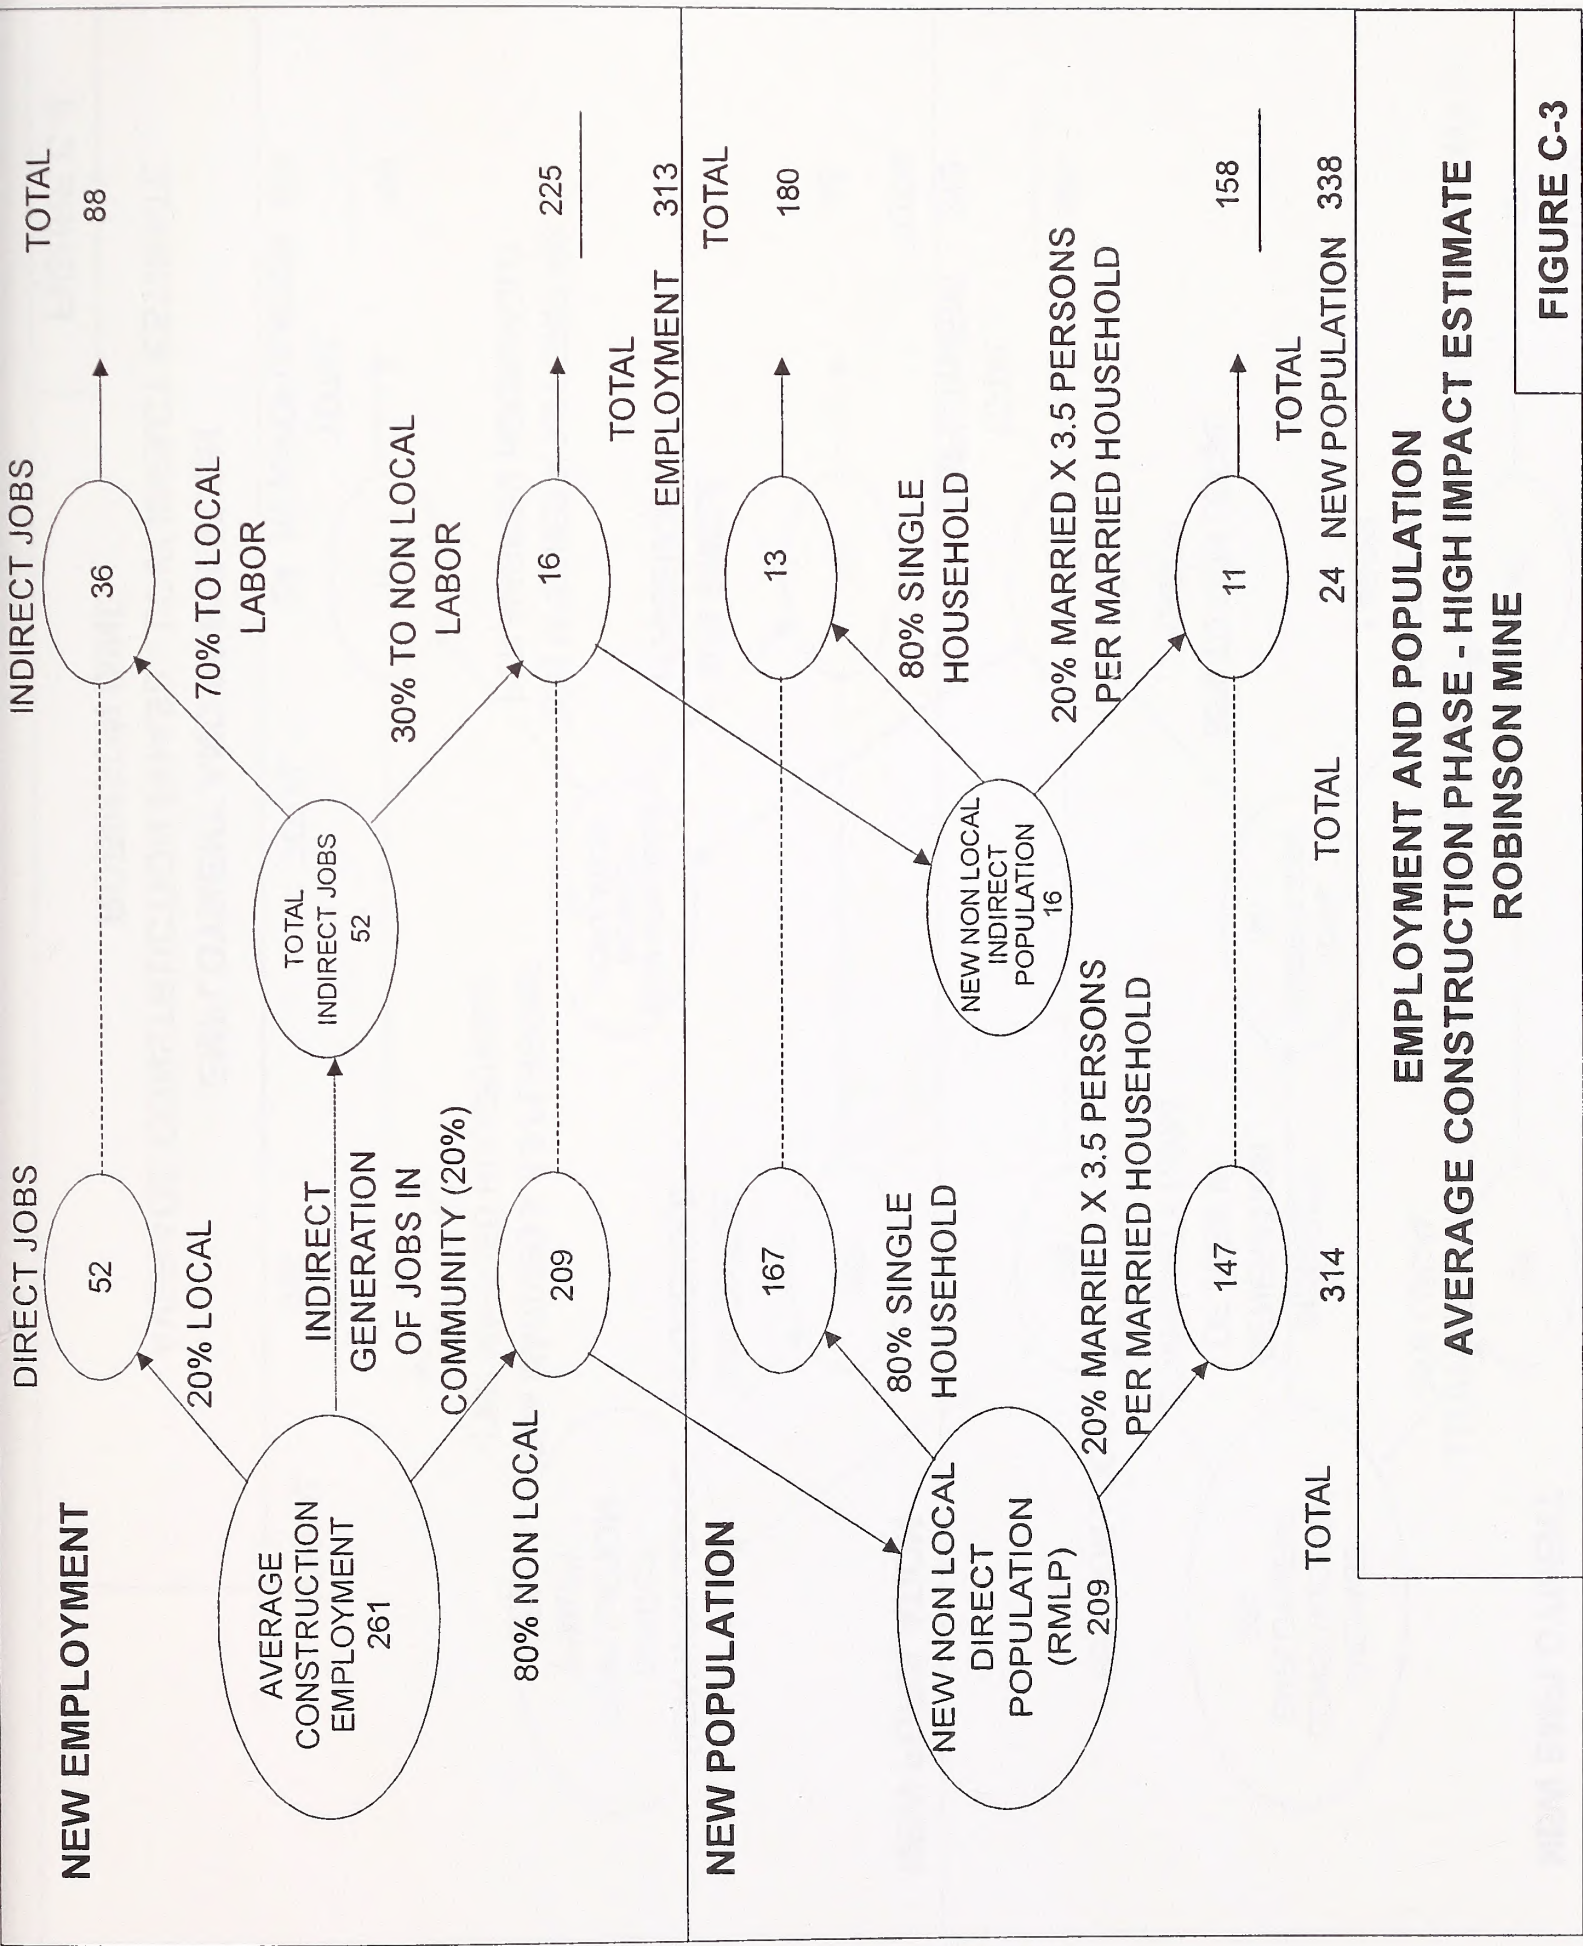 NEW EMPLOYMENT
DIRECT JOBS
INDIRECT JOBS
TOTAL
52
36
88
20% LOCAL
70% TO LOCAL
LABOR
AVERAGE
CONSTRUCTION
EMPLOYMENT
261
INDIRECT
GENERATION
OF JOBS IN
COMMUNITY (20%)
TOTAL
INDIRECT JOBS
52
30% TO NON LOCAL
LABOR
80% NON LOCAL
209
16
225
TOTAL
EMPLOYMENT 313
NEW POPULATION
TOTAL
167
13
180
80% SINGLE
HOUSEHOLD
80% SINGLE
HOUSEHOLD
NEW NON LOCAL
DIRECT
POPULATION
(RMLP)
209
NEW NON LOCAL
INDIRECT
POPULATION
16
20% MARRIED X 3.5 PERSONS
PER MARRIED HOUSEHOLD
20% MARRIED X 3.5 PERSONS
PER MARRIED HOUSEHOLD
147
11
158
TOTAL
314
TOTAL
24
TOTAL
NEW POPULATION 338
EMPLOYMENT AND POPULATION
AVERAGE CONSTRUCTION PHASE - HIGH IMPACT ESTIMATE
ROBINSON MINE
FIGURE C-3